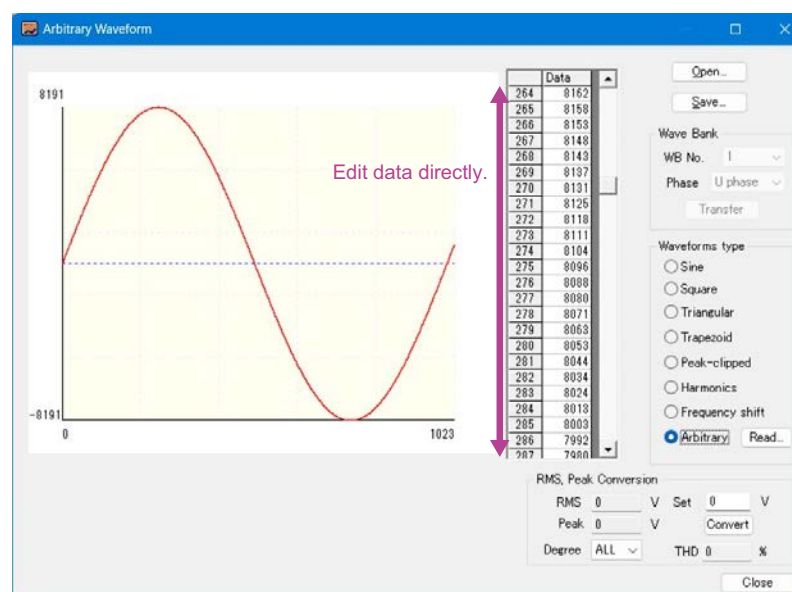 Arbitrary Waveform
8191
-8191
0
1023
Edit data directly.
Data
264 8162
265 8158
266 8153
267 8148
268 8143
269 8137
270 8131
271 8125
272 8118
273 8111
274 8104
275 8096
276 8088
277 8080
278 8071
279 8063
280 8053
281 8044
282 8034
283 8024
284 8013
285 8003
286 7992
287 7980
Open...
Save...
Wave Bank
WB No. 1
Phase U phase
Transfer
Waveforms type
Sine
Square
Triangular
Trapezoid
Peak-clipped
Harmonics
Frequency shift
Arbitrary Read...
RMS, Peak Conversion
RMS 0 V Set 0 V
Peak 0 V Convert
Degree ALL THD 0 %
Close